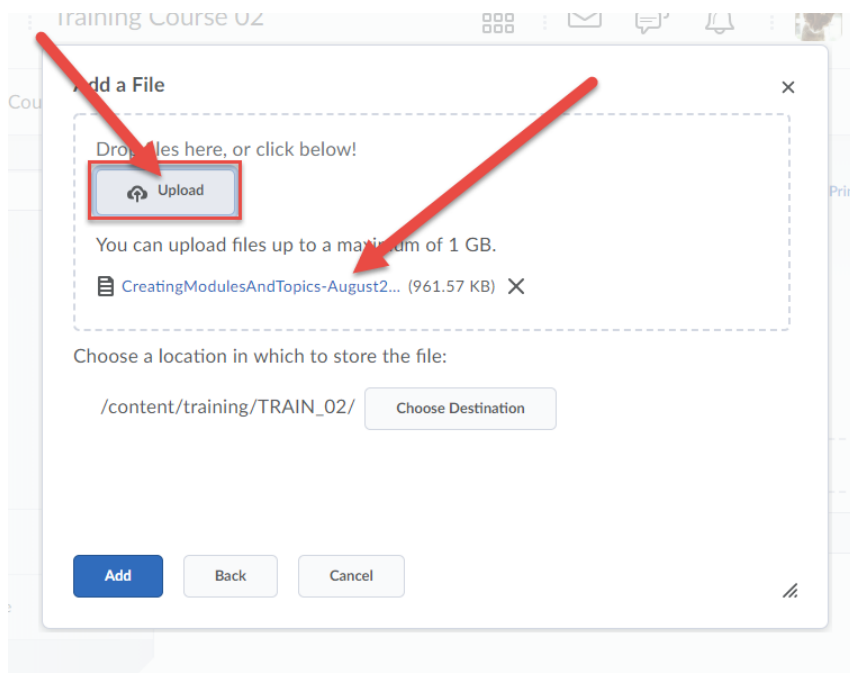 Training Course 02
Add a File
Cou
Drop files here, or click below!
Upload
Prin
You can upload files up to a maximum of 1 GB.
CreatingModulesAndTopics-August2... (961.57 KB)
Choose a location in which to store the file:
/content/training/TRAIN_02/ Choose Destination
Add Back Cancel
e